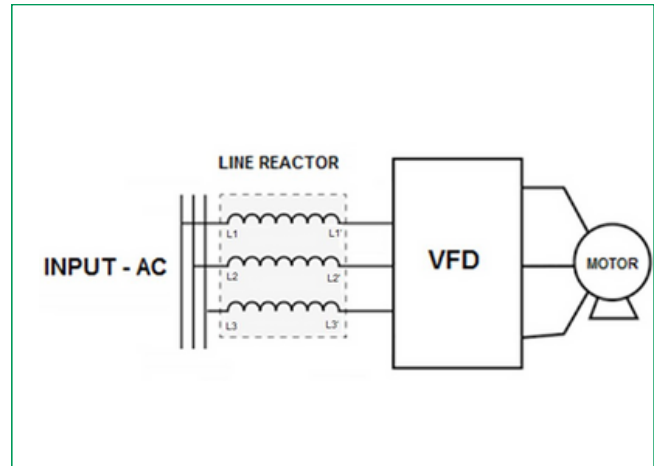 LINE REACTOR
L1 L1'
INPUT - AC
L2 L2'
VFD
MOTOR
L3 L3'